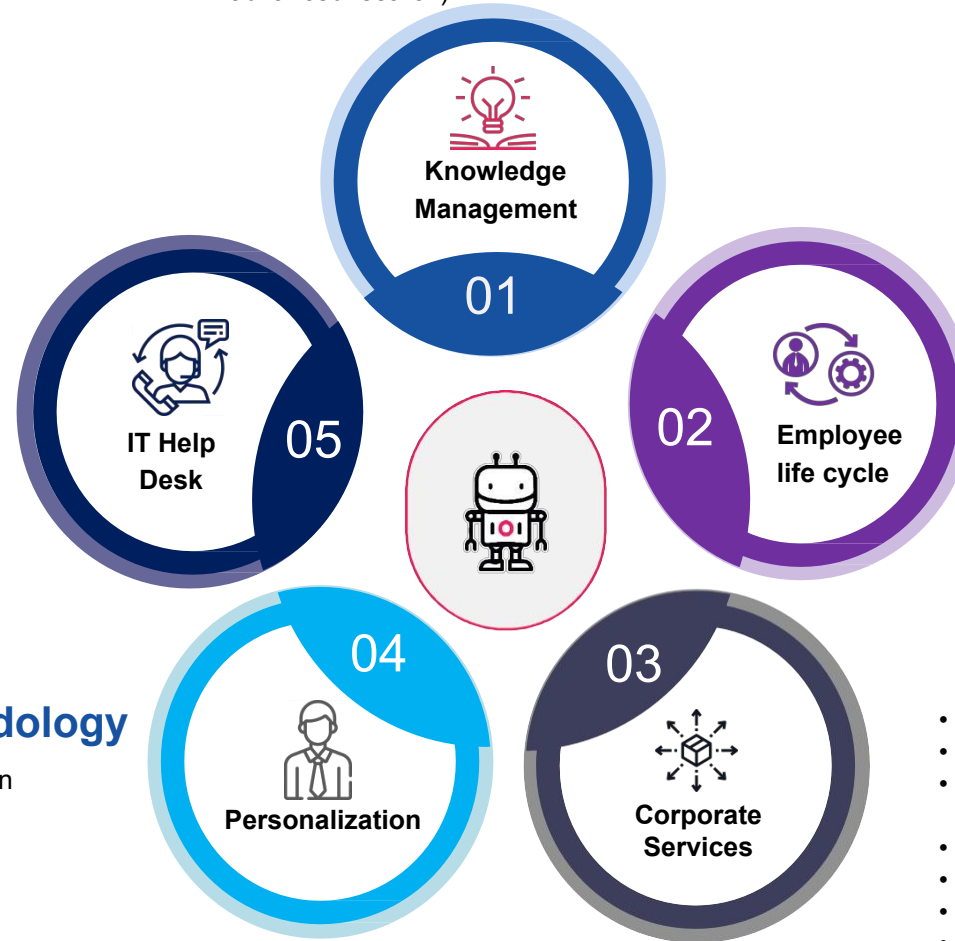 Knowledge
Management
01
02
Employee
life cycle
03
Corporate
Services
04
Personalization
05
IT Help
Desk
dology
n